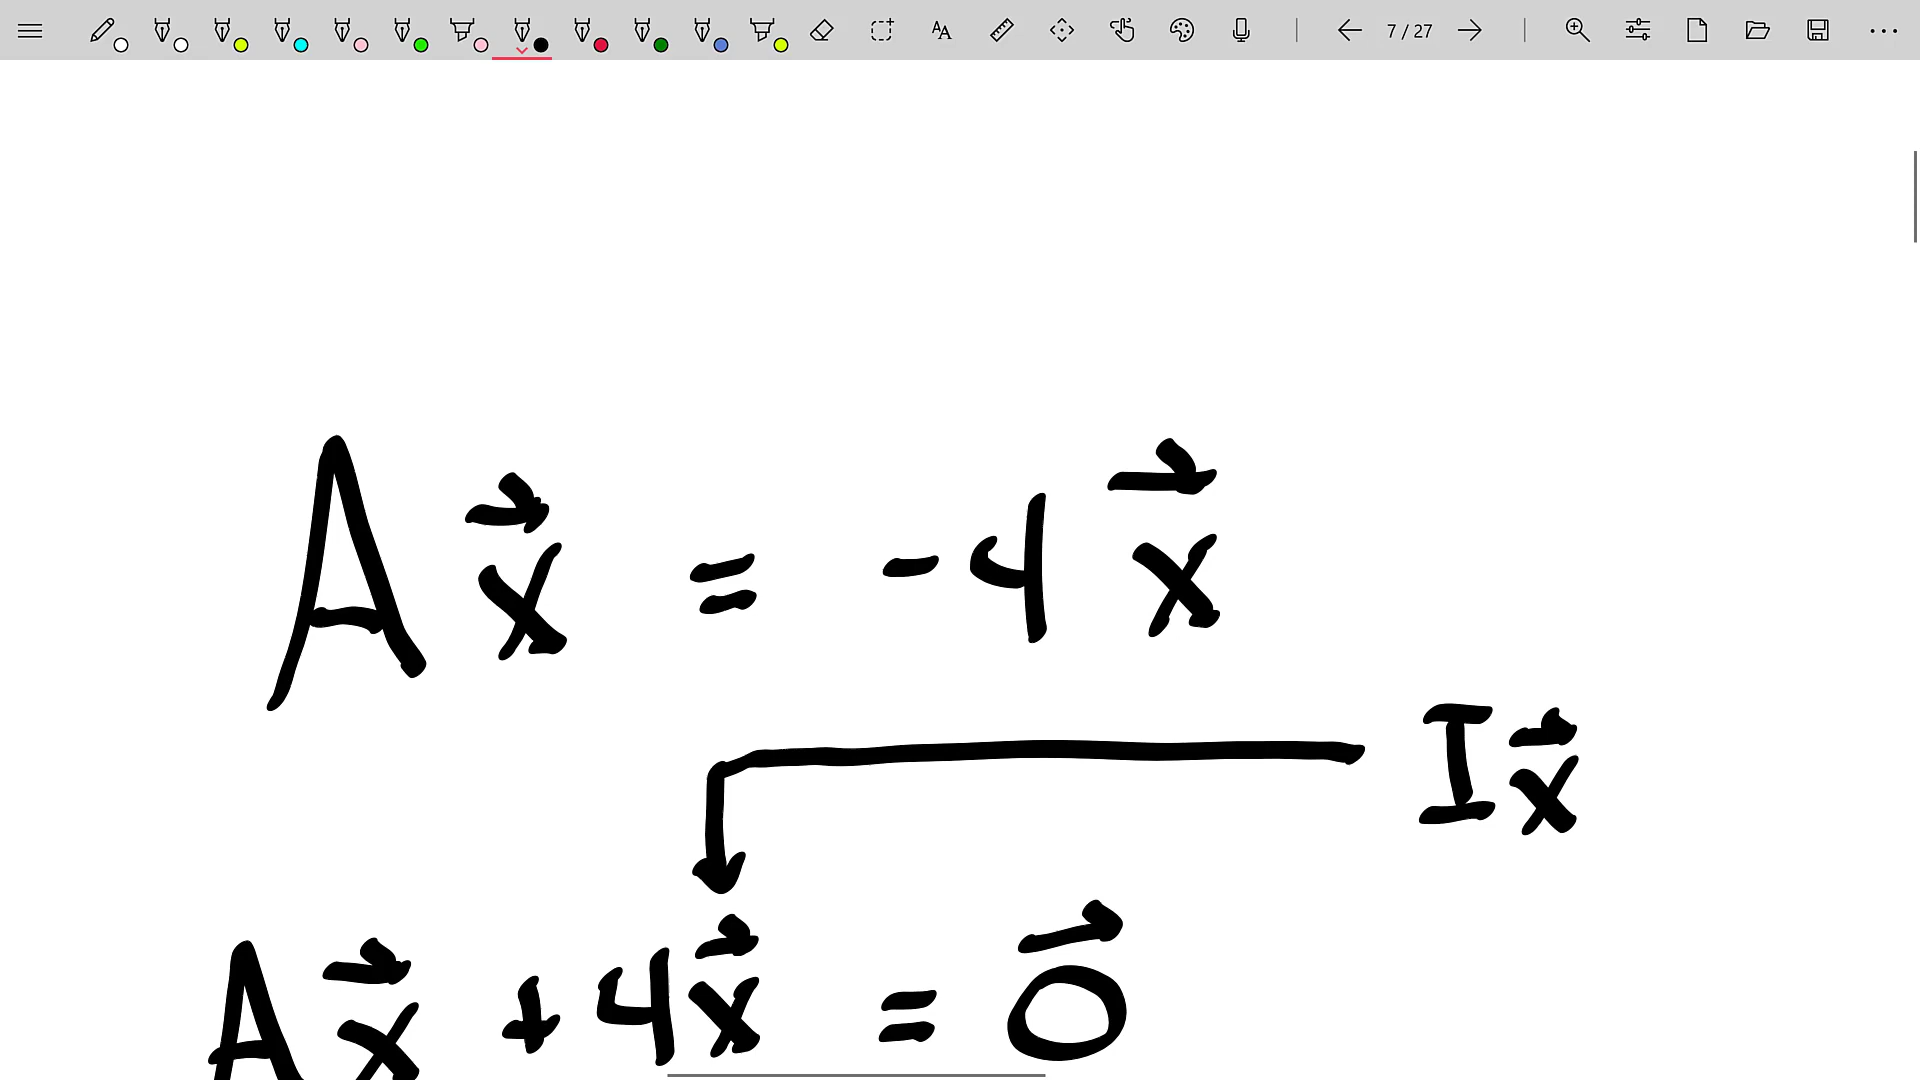 7 / 27
A x⃗ = -4 x⃗
I x⃗
A x⃗ + 4 x⃗ = 0⃗